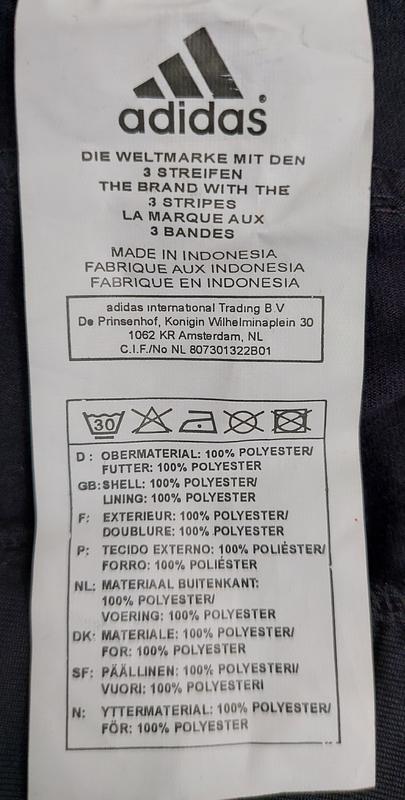 adidas®
DIE WELTMARKE MIT DEN
3 STREIFEN
THE BRAND WITH THE
3 STRIPES
LA MARQUE AUX
3 BANDES
MADE IN INDONESIA
FABRIQUE AUX INDONESIA
FABRIQUE EN INDONESIA
adidas international Trading B V
De Prinsenhof, Konigin Wilhelminaplein 30
1062 KR Amsterdam, NL
C.I.F./No NL 807301322B01
30
D: OBERMATERIAL: 100% POLYESTER/
FUTTER: 100% POLYESTER
GB: SHELL: 100% POLYESTER/
LINING: 100% POLYESTER
F: EXTERIEUR: 100% POLYESTER/
DOUBLURE: 100% POLYESTER
P: TECIDO EXTERNO: 100% POLIÉSTER/
FORRO: 100% POLIÉSTER
NL: MATERIAAL BUITENKANT:
100% POLYESTER/
VOERING: 100% POLYESTER
DK: MATERIALE: 100% POLYESTER/
FOR: 100% POLYESTER
SF: PÄÄLLINEN: 100% POLYESTERI/
VUORI: 100% POLYESTERI
N: YTTERMATERIAL: 100% POLYESTER/
FÖR: 100% POLYESTER